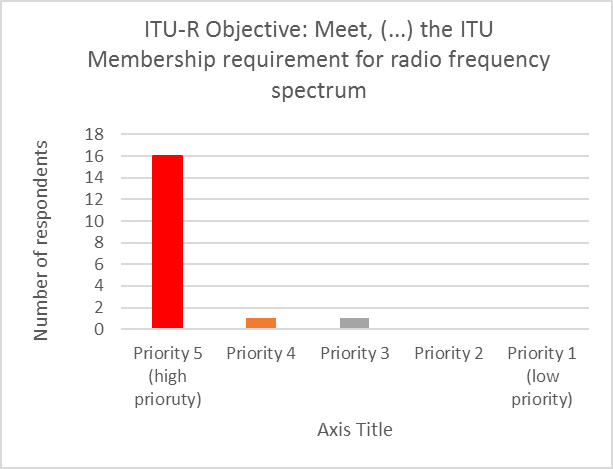 ITU-R Objective: Meet, (...) the ITU
Membership requirement for radio frequency
spectrum
Number of respondents
18
16
14
12
10
8
6
4
2
0
Priority 5
(high
prioruty)
Priority 4
Priority 3
Priority 2
Priority 1
(low
priority)
Axis Title